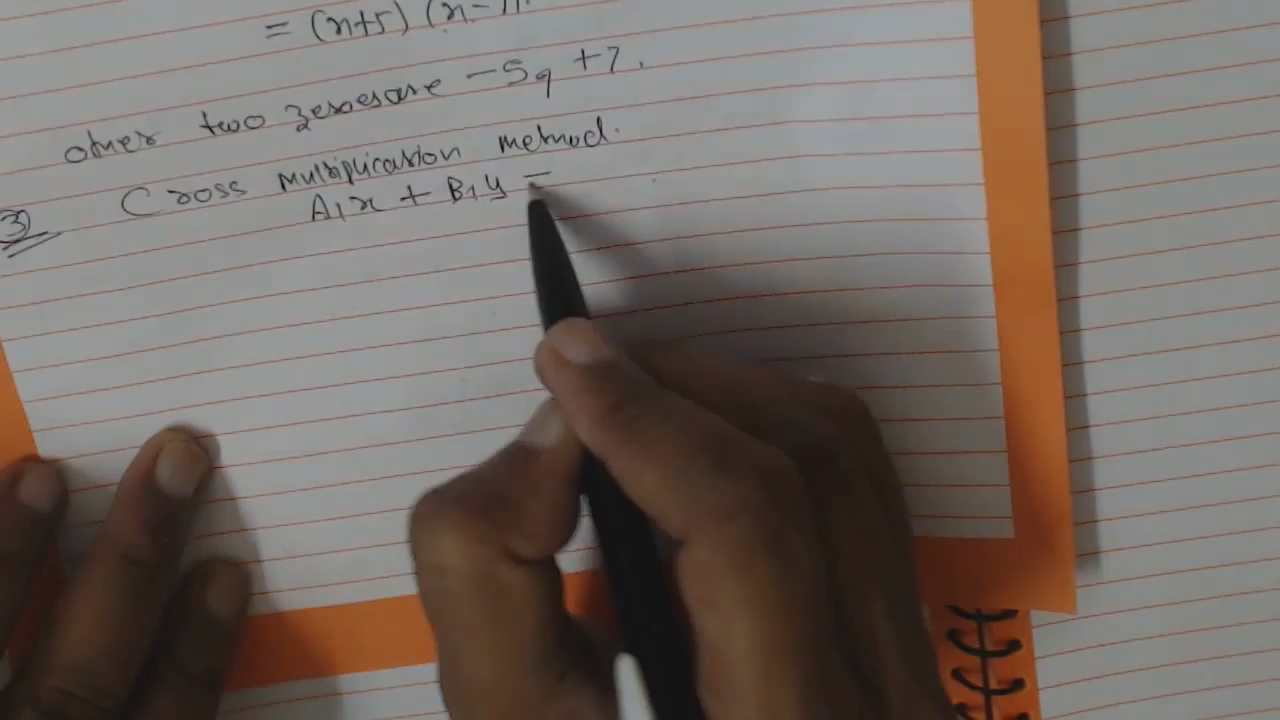 = (x+5) (x-
other two zeroes are -5, +7.
③ Cross multiplication method.
A₁x + B₁y =